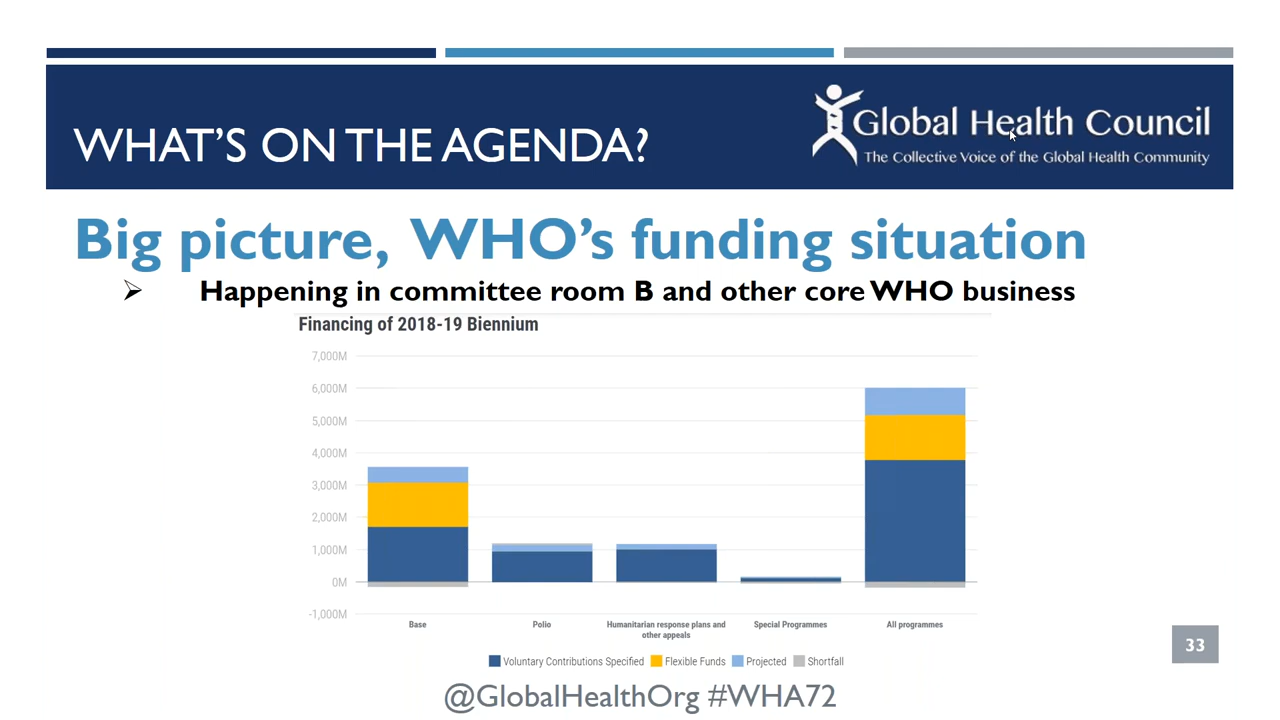 WHAT'S ON THE AGENDA?
Global Health Council
The Collective Voice of the Global Health Community
Big picture, WHO's funding situation
Happening in committee room B and other core WHO business
Financing of 2018-19 Biennium
7,000M
6,000M
5,000M
4,000M
3,000M
2,000M
1,000M
0M
-1,000M
Base
Polio
Humanitarian response plans and
other appeals
Special Programmes
All programmes
Voluntary Contributions Specified
Flexible Funds
Projected
Shortfall
33
@GlobalHealthOrg #WHA72